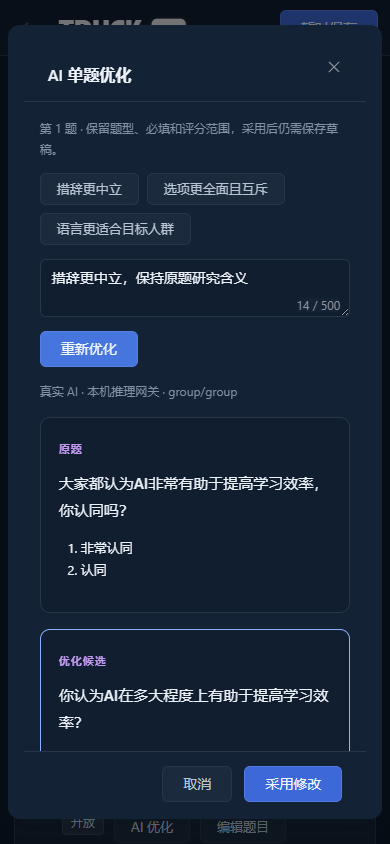 AI 单题优化
第 1 题 · 保留题型、必填和评分范围，采用后仍需保存草
稿。
措辞更中立
选项更全面且互斥
语言更适合目标人群
措辞更中立，保持原题研究含义
14 / 500
重新优化
真实 AI · 本机推理网关 · group/group
原题
大家都认为AI非常有助于提高学习效率，
你认同吗？
1. 非常认同
2. 认同
优化候选
你认为AI在多大程度上有助于提高学习效
率？
取消
采用修改
开放
AI 优化
编辑题目